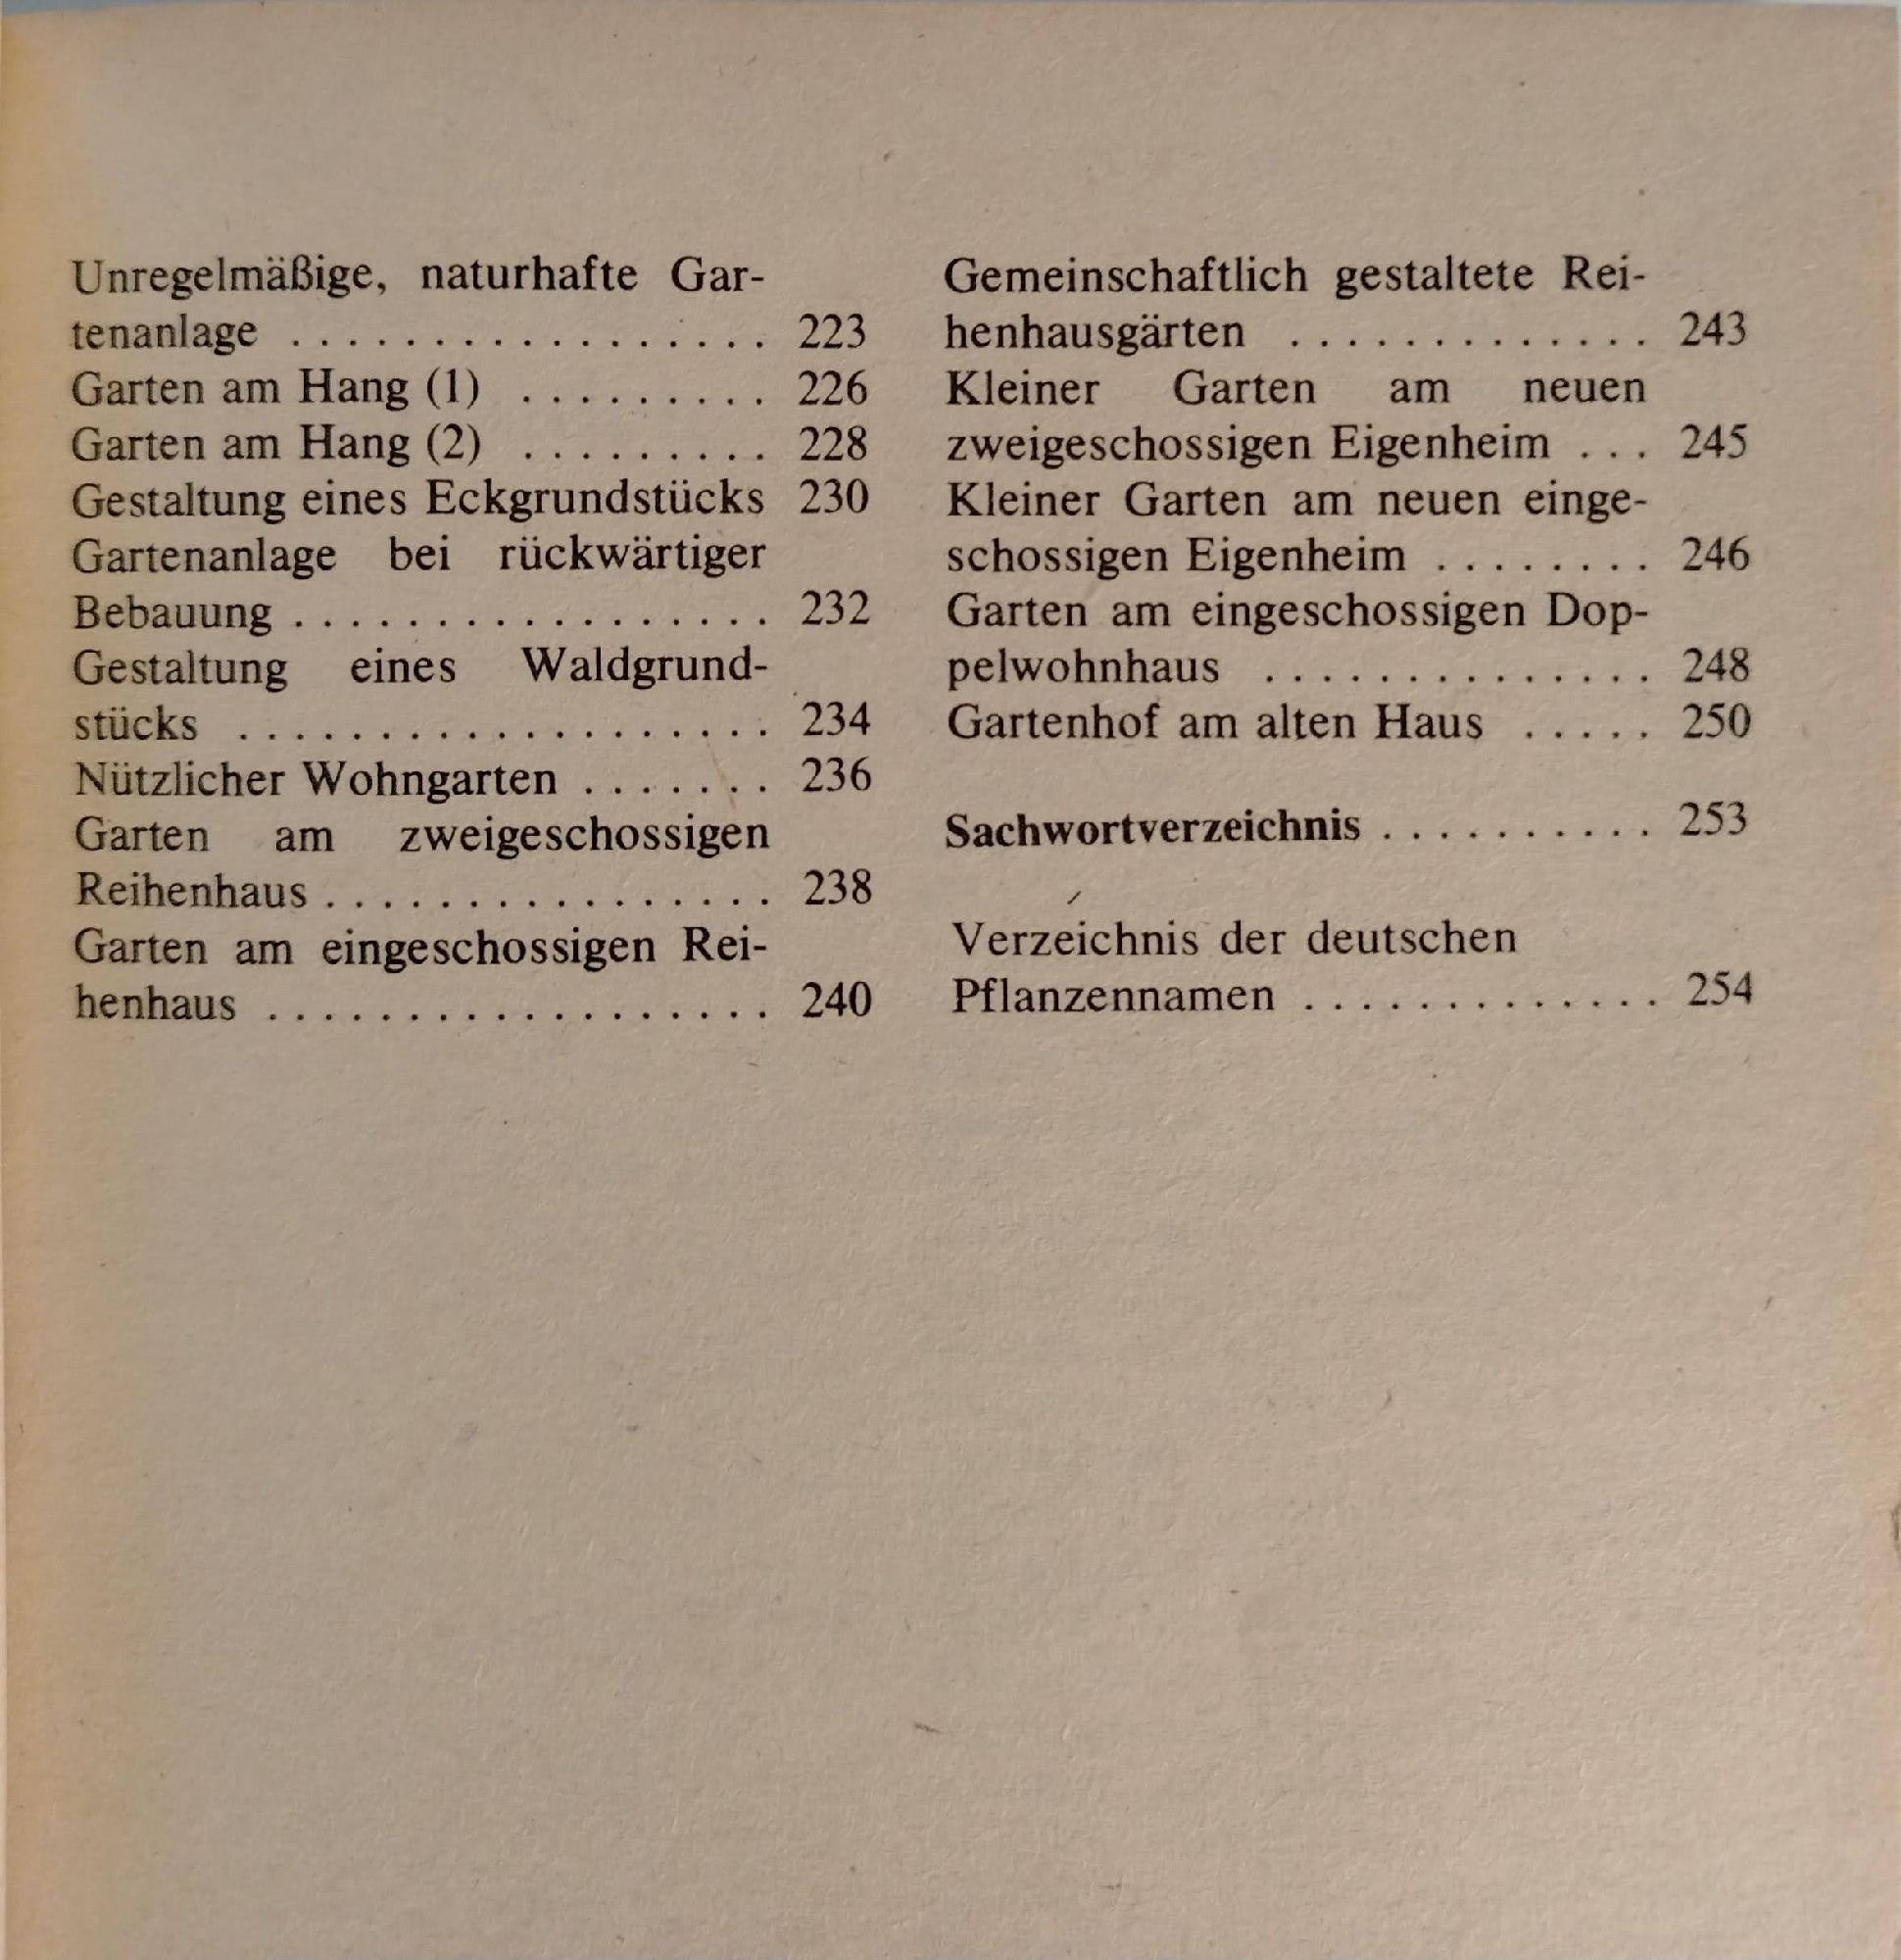 Unregelmäßige, naturhafte Gar-
tenanlage . . . . . . . . . . . . . . . . . 223
Garten am Hang (1) . . . . . . . . . 226
Garten am Hang (2) . . . . . . . . . 228
Gestaltung eines Eckgrundstücks 230
Gartenanlage bei rückwärtiger
Bebauung . . . . . . . . . . . . . . . . . 232
Gestaltung eines Waldgrund-
stücks . . . . . . . . . . . . . . . . . . . 234
Nützlicher Wohngarten . . . . . . . 236
Garten am zweigeschossigen
Reihenhaus . . . . . . . . . . . . . . . . 238
Garten am eingeschossigen Rei-
henhaus . . . . . . . . . . . . . . . . . . 240
Gemeinschaftlich gestaltete Rei-
henhausgärten . . . . . . . . . . . . . 243
Kleiner Garten am neuen
zweigeschossigen Eigenheim . . . 245
Kleiner Garten am neuen einge-
schossigen Eigenheim . . . . . . . . 246
Garten am eingeschossigen Dop-
pelwohnhaus . . . . . . . . . . . . . . 248
Gartenhof am alten Haus . . . . . 250
Sachwortverzeichnis . . . . . . . . . . 253
Verzeichnis der deutschen
Pflanzennamen . . . . . . . . . . . . . 254